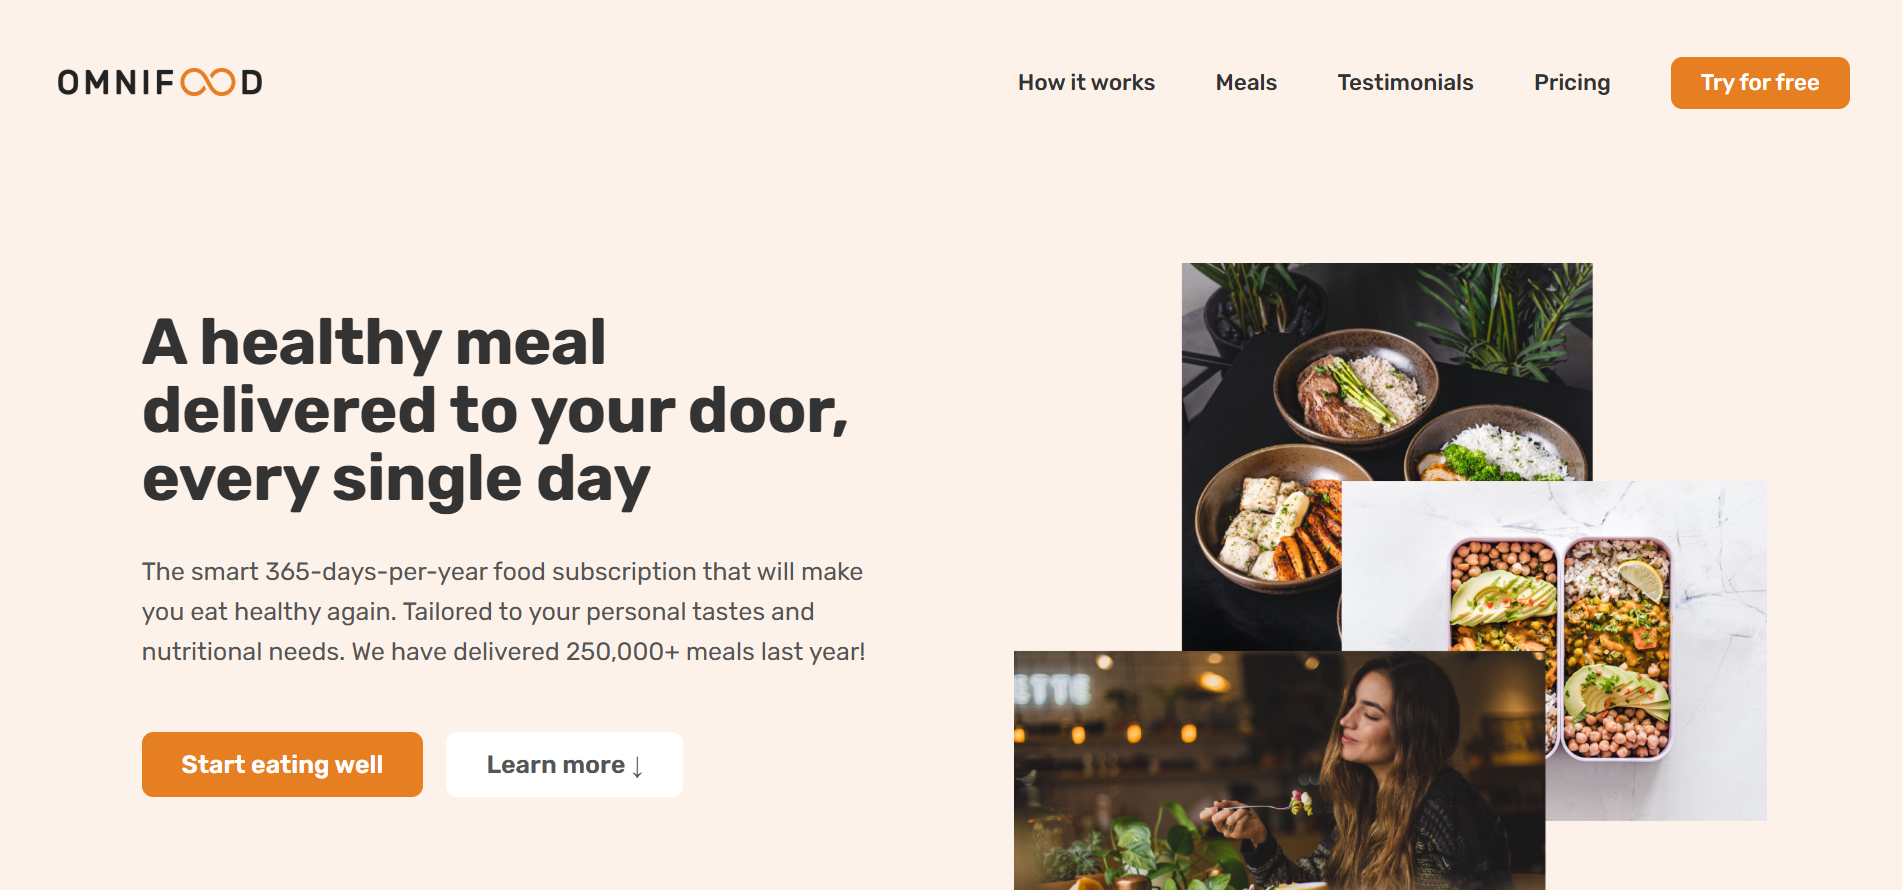 OMNIFOOD
How it works
Meals
Testimonials
Pricing
Try for free
A healthy meal
delivered to your door,
every single day
The smart 365-days-per-year food subscription that will make
you eat healthy again. Tailored to your personal tastes and
nutritional needs. We have delivered 250,000+ meals last year!
Start eating well
Learn more ↓
ETTE